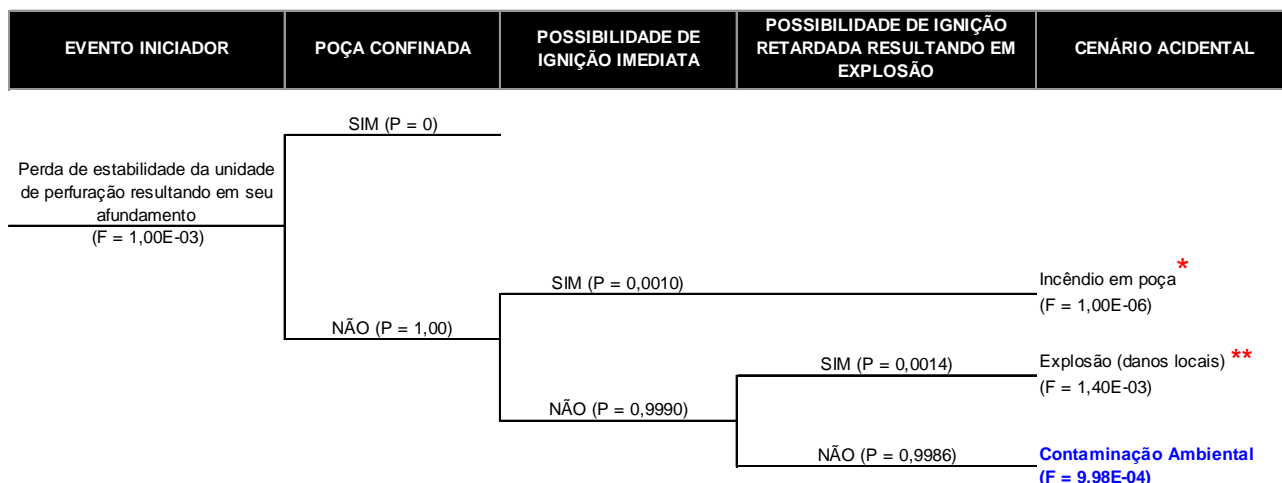 EVENTO INICIADOR
POÇA CONFINADA
POSSIBILIDADE DE
IGNIÇÃO IMEDIATA
POSSIBILIDADE DE IGNIÇÃO
RETARDADA RESULTANDO EM
EXPLOSÃO
CENÁRIO ACIDENTAL
SIM (P = 0)
Perda de estabilidade da unidade
de perfuração resultando em seu
afundamento
(F = 1,00E-03)
SIM (P = 0,0010)
Incêndio em poça *
(F = 1,00E-06)
NÃO (P = 1,00)
SIM (P = 0,0014)
Explosão (danos locais) **
(F = 1,40E-03)
NÃO (P = 0,9990)
NÃO (P = 0,9986)
Contaminação Ambiental
(F = 9,98E-04)